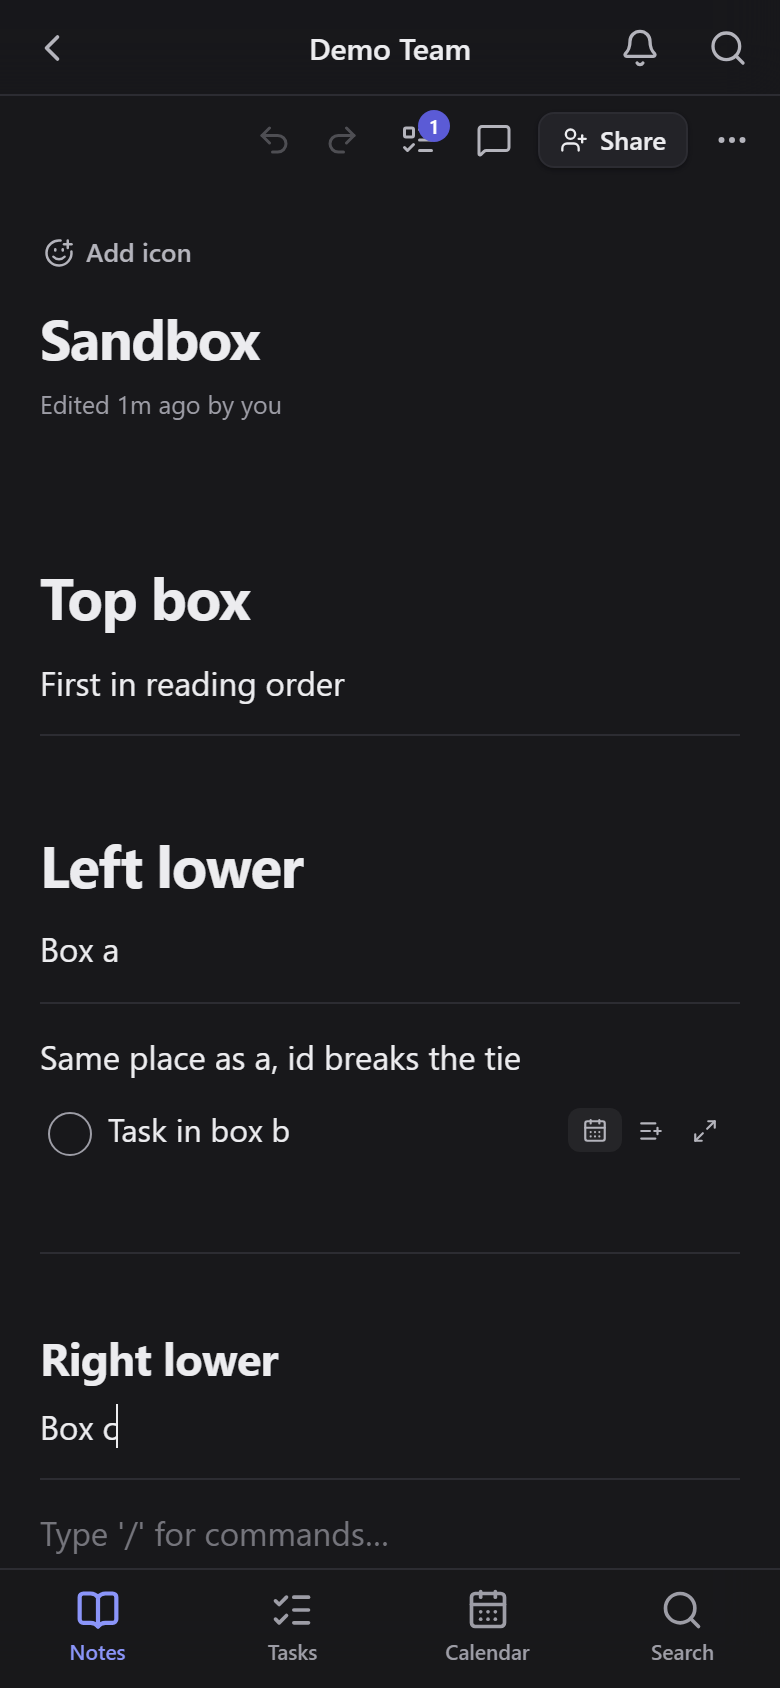 Demo Team
1
Share
Add icon
Sandbox
Edited 1m ago by you
Top box
First in reading order
Left lower
Box a
Same place as a, id breaks the tie
Task in box b
Right lower
Box c
Type '/' for commands...
Notes
Tasks
Calendar
Search